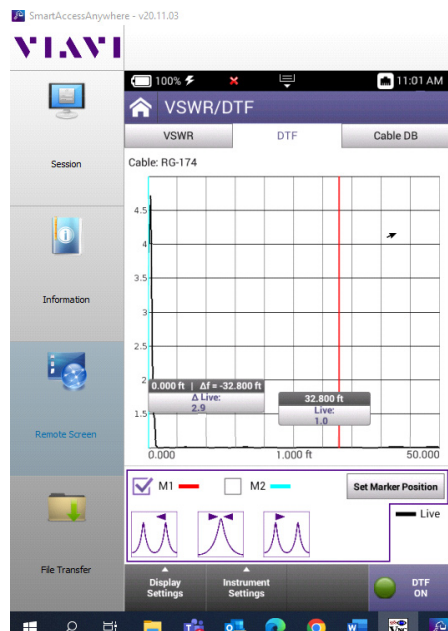 SmartAccessAnywhere - v20.11.03
VIAVI
100% 11:01 AM
VSWR/DTF
VSWR DTF Cable DB
Session
Cable: RG-174
4.5
4
3.5
3
2.5
2
1.5
0.000 ft | Δf = -32.800 ft
Δ Live:
2.9
32.800 ft
Live:
1.0
0.000 1.000 ft 50.000
Information
Remote Screen
M1 M2 Set Marker Position
Live
File Transfer
Display
Settings
Instrument
Settings
DTF
ON